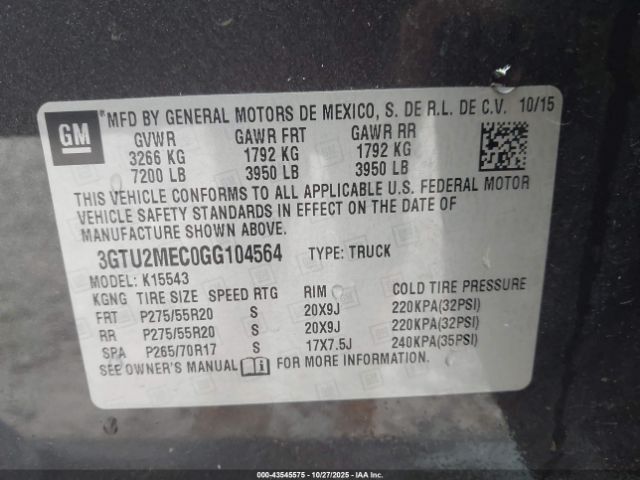 GM
MFD BY GENERAL MOTORS DE MEXICO, S. DE R.L. DE C.V. 10/15
GVWR GAWR FRT GAWR RR
3266 KG 1792 KG 1792 KG
7200 LB 3950 LB 3950 LB
THIS VEHICLE CONFORMS TO ALL APPLICABLE U.S. FEDERAL MOTOR
VEHICLE SAFETY STANDARDS IN EFFECT ON THE DATE OF
MANUFACTURE SHOWN ABOVE.
3GTU2MEC0GG104564 TYPE: TRUCK
MODEL: K15543
KGNG TIRE SIZE SPEED RTG RIM COLD TIRE PRESSURE
FRT P275/55R20 S 20X9J 220KPA(32PSI)
RR P275/55R20 S 20X9J 220KPA(32PSI)
SPA P265/70R17 S 17X7.5J 240KPA(35PSI)
SEE OWNER'S MANUAL FOR MORE INFORMATION.
000-43545575 - 10/27/2025 - IAA, Inc.